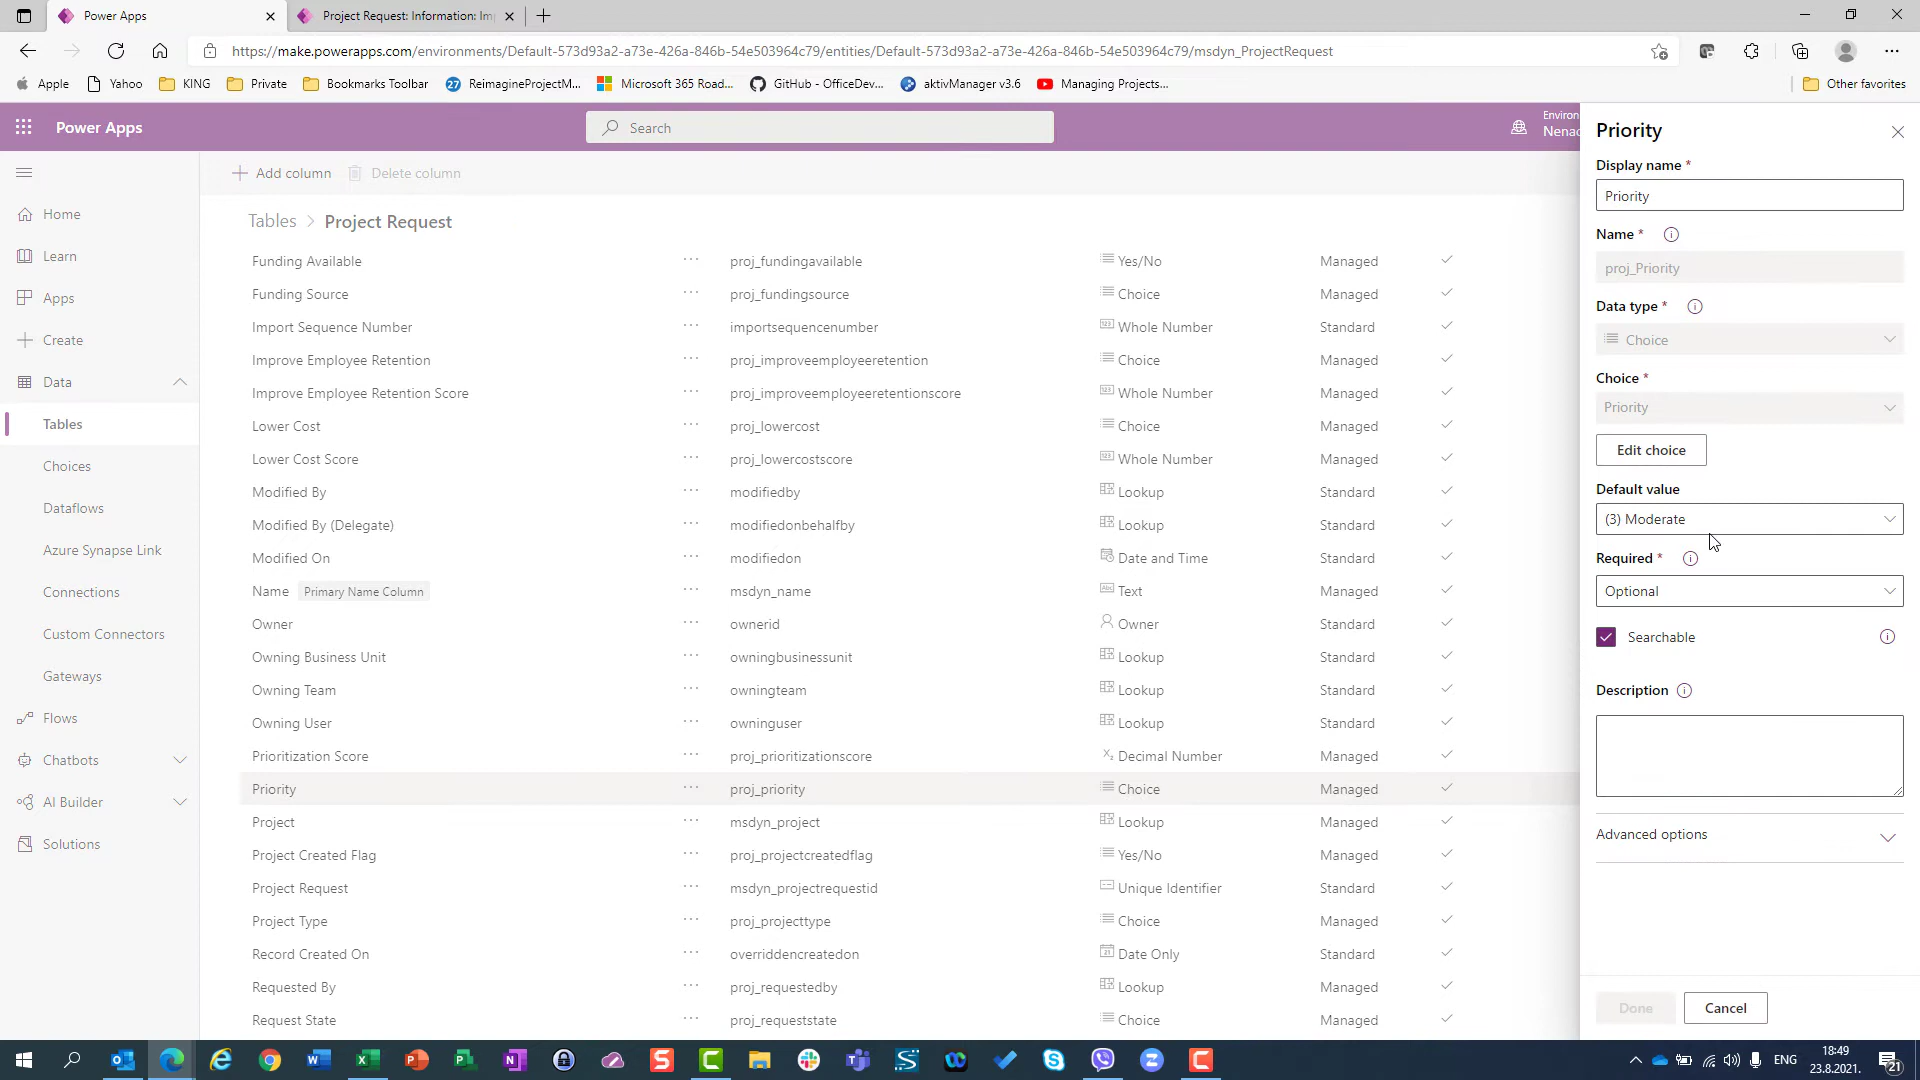 Power Apps
Project Request: Information: Im
https://make.powerapps.com/environments/Default-573d93a2-a73e-426a-846b-54e503964c79/entities/Default-573d93a2-a73e-426a-846b-54e503964c79/msdyn_ProjectRequest
Apple Yahoo KING Private Bookmarks Toolbar 27 ReimagineProjectM... Microsoft 365 Road... GitHub - OfficeDev... aktivManager v3.6 Managing Projects... Other favorites
Power Apps
Search
Environ
Nenad
Home
Learn
Apps
Create
Data
Tables
Choices
Dataflows
Azure Synapse Link
Connections
Custom Connectors
Gateways
Flows
Chatbots
AI Builder
Solutions
Add column Delete column
Tables > Project Request
Funding Available ... proj_fundingavailable Yes/No Managed
Funding Source ... proj_fundingsource Choice Managed
Import Sequence Number ... importsequencenumber Whole Number Standard
Improve Employee Retention ... proj_improveemployeeretention Choice Managed
Improve Employee Retention Score ... proj_improveemployeeretentionscore Whole Number Managed
Lower Cost ... proj_lowercost Choice Managed
Lower Cost Score ... proj_lowercostscore Whole Number Managed
Modified By ... modifiedby Lookup Standard
Modified By (Delegate) ... modifiedonbehalfby Lookup Standard
Modified On ... modifiedon Date and Time Standard
Name Primary Name Column ... msdyn_name Text Managed
Owner ... ownerid Owner Standard
Owning Business Unit ... owningbusinessunit Lookup Standard
Owning Team ... owningteam Lookup Standard
Owning User ... owninguser Lookup Standard
Prioritization Score ... proj_prioritizationscore Decimal Number Managed
Priority ... proj_priority Choice Managed
Project ... msdyn_project Lookup Managed
Project Created Flag ... proj_projectcreatedflag Yes/No Managed
Project Request ... msdyn_projectrequestid Unique Identifier Standard
Project Type ... proj_projecttype Choice Managed
Record Created On ... overriddencreatedon Date Only Standard
Requested By ... proj_requestedby Lookup Managed
Request State ... proj_requeststate Choice Managed
Priority
Display name *
Priority
Name *
proj_Priority
Data type *
Choice
Choice *
Priority
Edit choice
Default value
(3) Moderate
Required *
Optional
Searchable
Description
Advanced options
Done Cancel
ENG
18:49
23.8.2021.
21